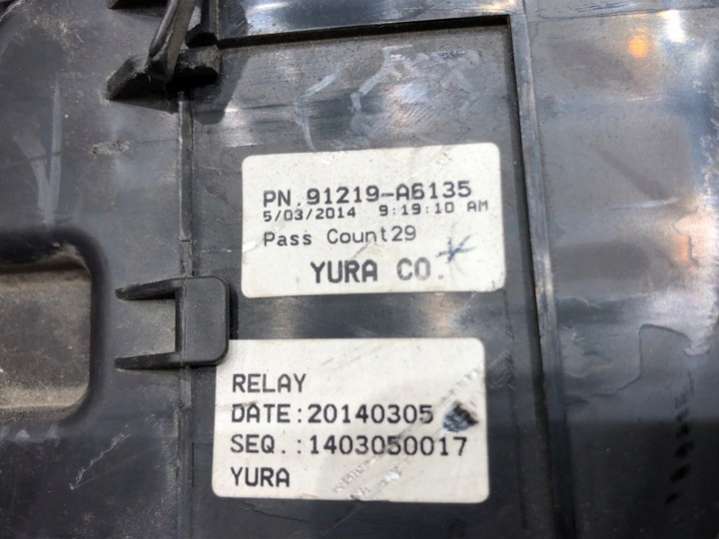 PN.91219-A6135
5/03/2014 9:19:10 AM
Pass Count29
YURA CO.
RELAY
DATE:20140305
SEQ.:1403050017
YURA